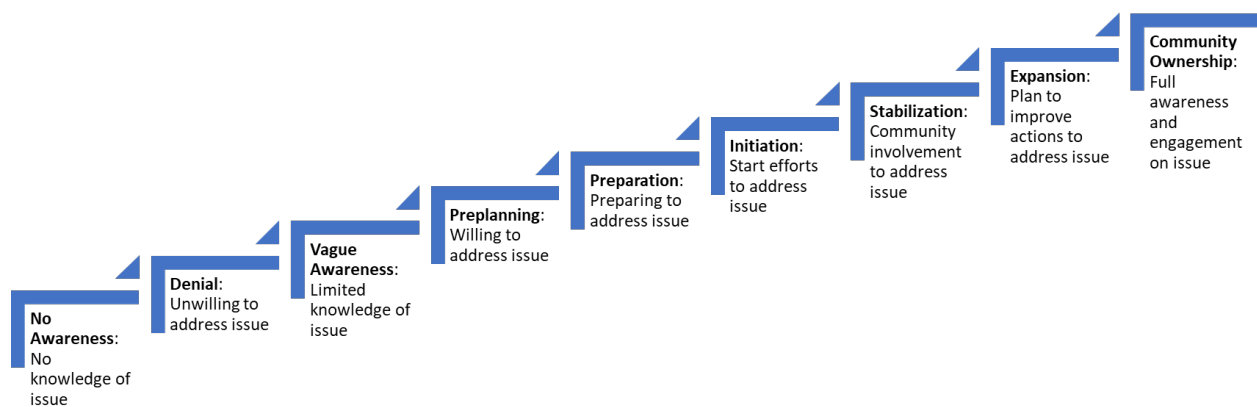 No
Awareness:
No
knowledge of
issue
Denial:
Unwilling to
address issue
Vague
Awareness:
Limited
knowledge of
issue
Preplanning:
Willing to
address issue
Preparation:
Preparing to
address issue
Initiation:
Start efforts
to address
issue
Stabilization:
Community
involvement
to address
issue
Expansion:
Plan to
improve
actions to
address issue
Community
Ownership:
Full
awareness
and
engagement
on issue